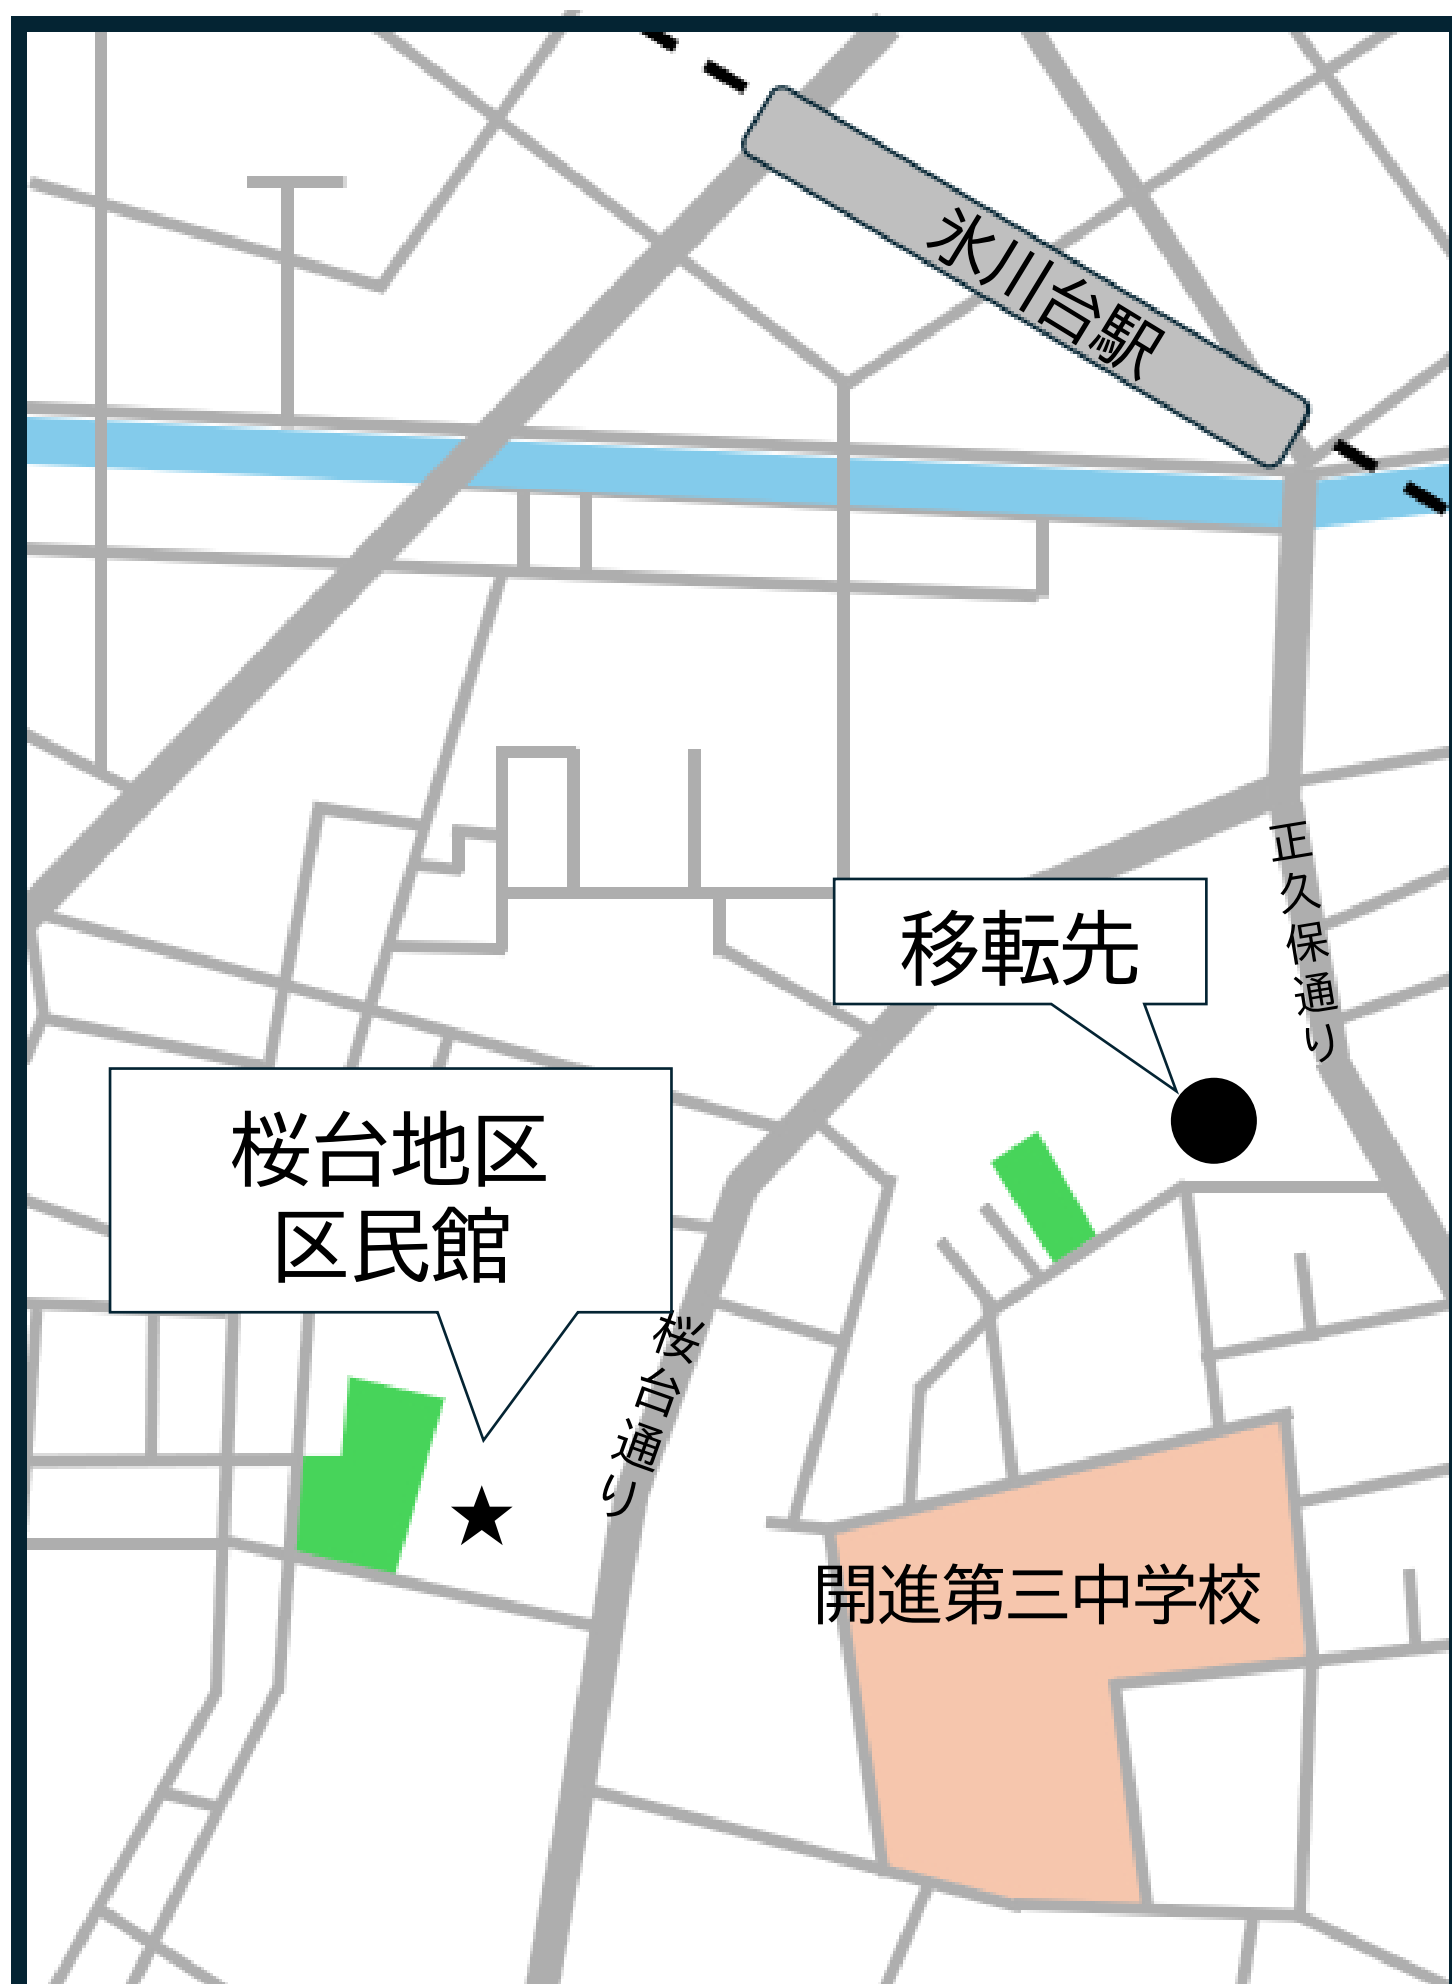 氷川台駅
正久保通り
移転先
桜台地区
区民館
桜台通り
開進第三中学校